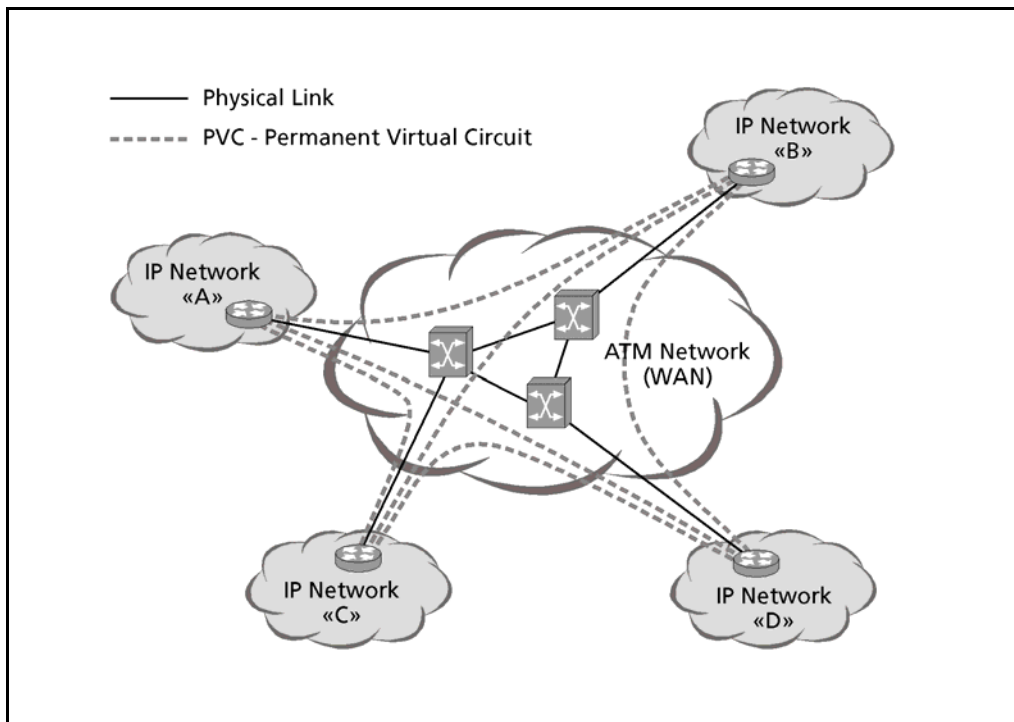 Physical Link
PVC - Permanent Virtual Circuit
IP Network
«B»
IP Network
«A»
ATM Network
(WAN)
IP Network
«C»
IP Network
«D»